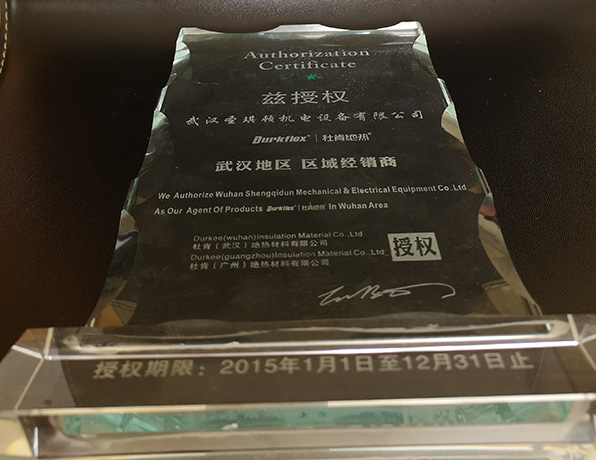 Authorization
Certificate
兹授权
武汉圣琪顿机电设备有限公司
Durkflex 杜肯绝热
武汉地区 区域经销商
We Authorize Wuhan Shengqidun Mechanical & Electrical Equipment Co.Ltd
As Our Agent Of Products Durkflex 杜肯绝热 In Wuhan Area
Durkee(wuhan)Insulation Material Co.,Ltd
杜肯（武汉）绝热材料有限公司
Durkee(guangzhou)Insulation Material Co.,Ltd
杜肯（广州）绝热材料有限公司
授权
授权期限：2015年1月1日至12月31日止